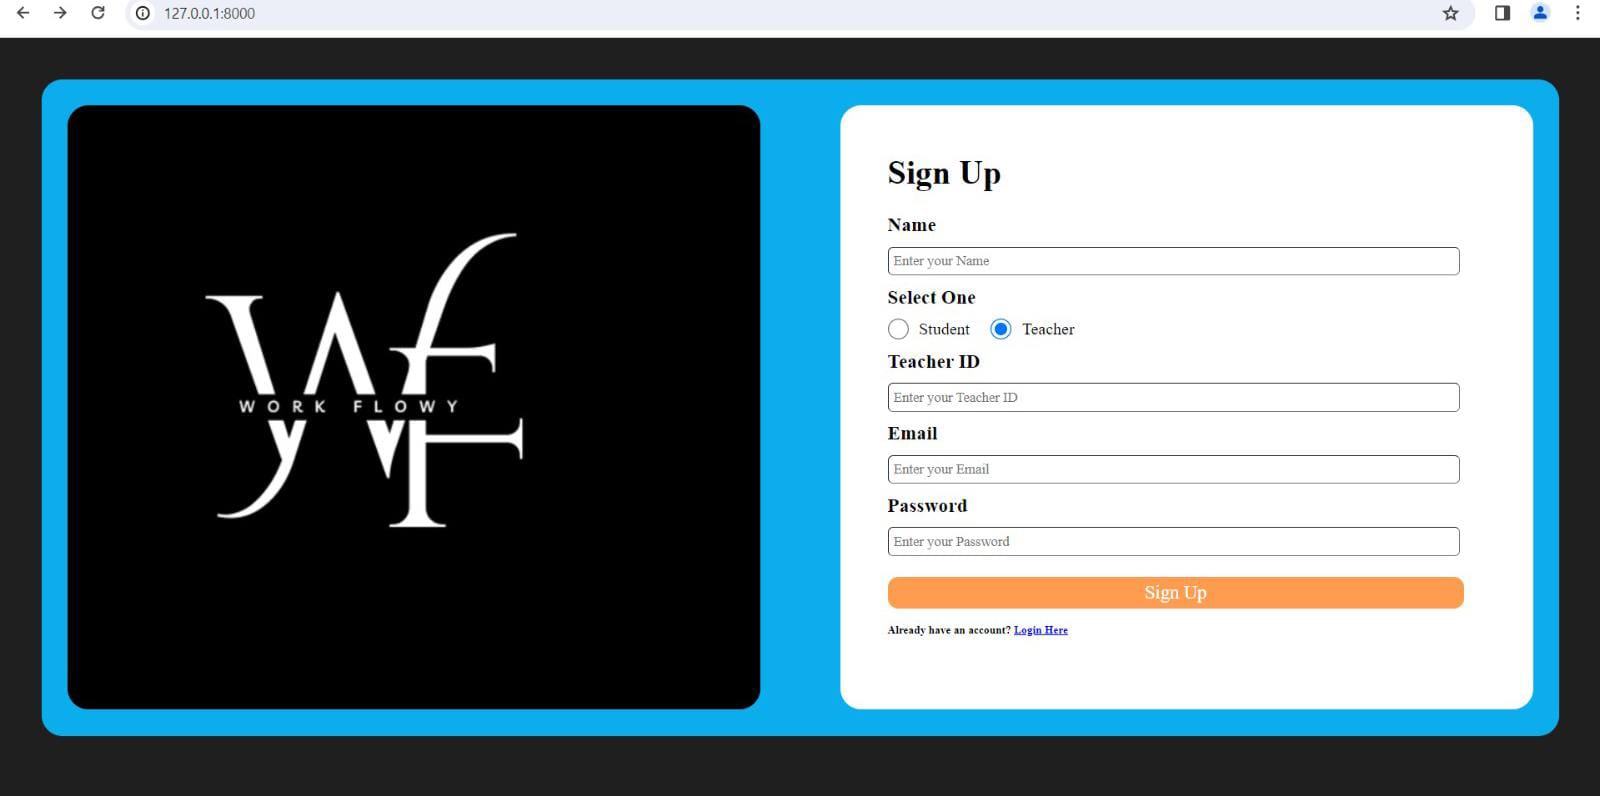 127.0.0.1:8000
WORK FLOWY
Sign Up
Name
Enter your Name
Select One
Student Teacher
Teacher ID
Enter your Teacher ID
Email
Enter your Email
Password
Enter your Password
Sign Up
Already have an account? Login Here